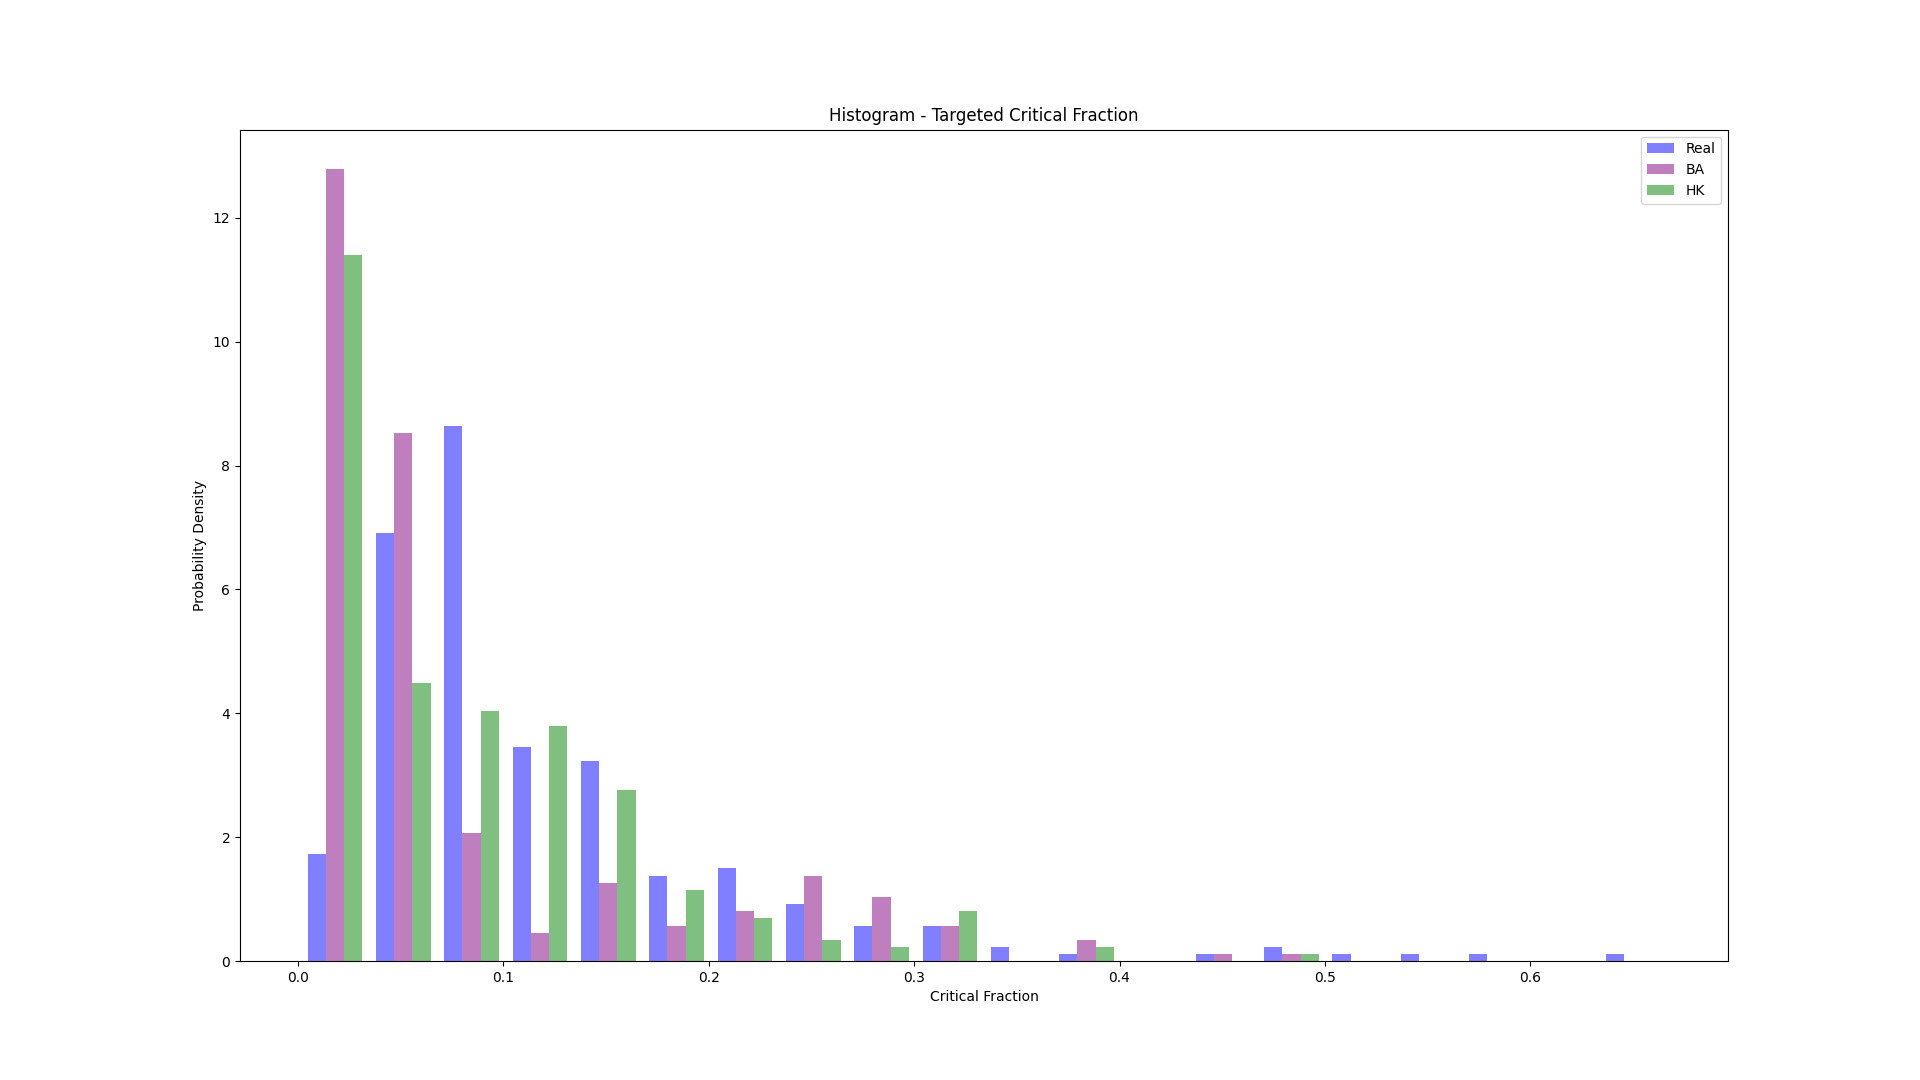 Histogram - Targeted Critical Fraction
Real
BA
HK
12
10
8
6
4
2
0
Probability Density
0.0 0.1 0.2 0.3 0.4 0.5 0.6
Critical Fraction